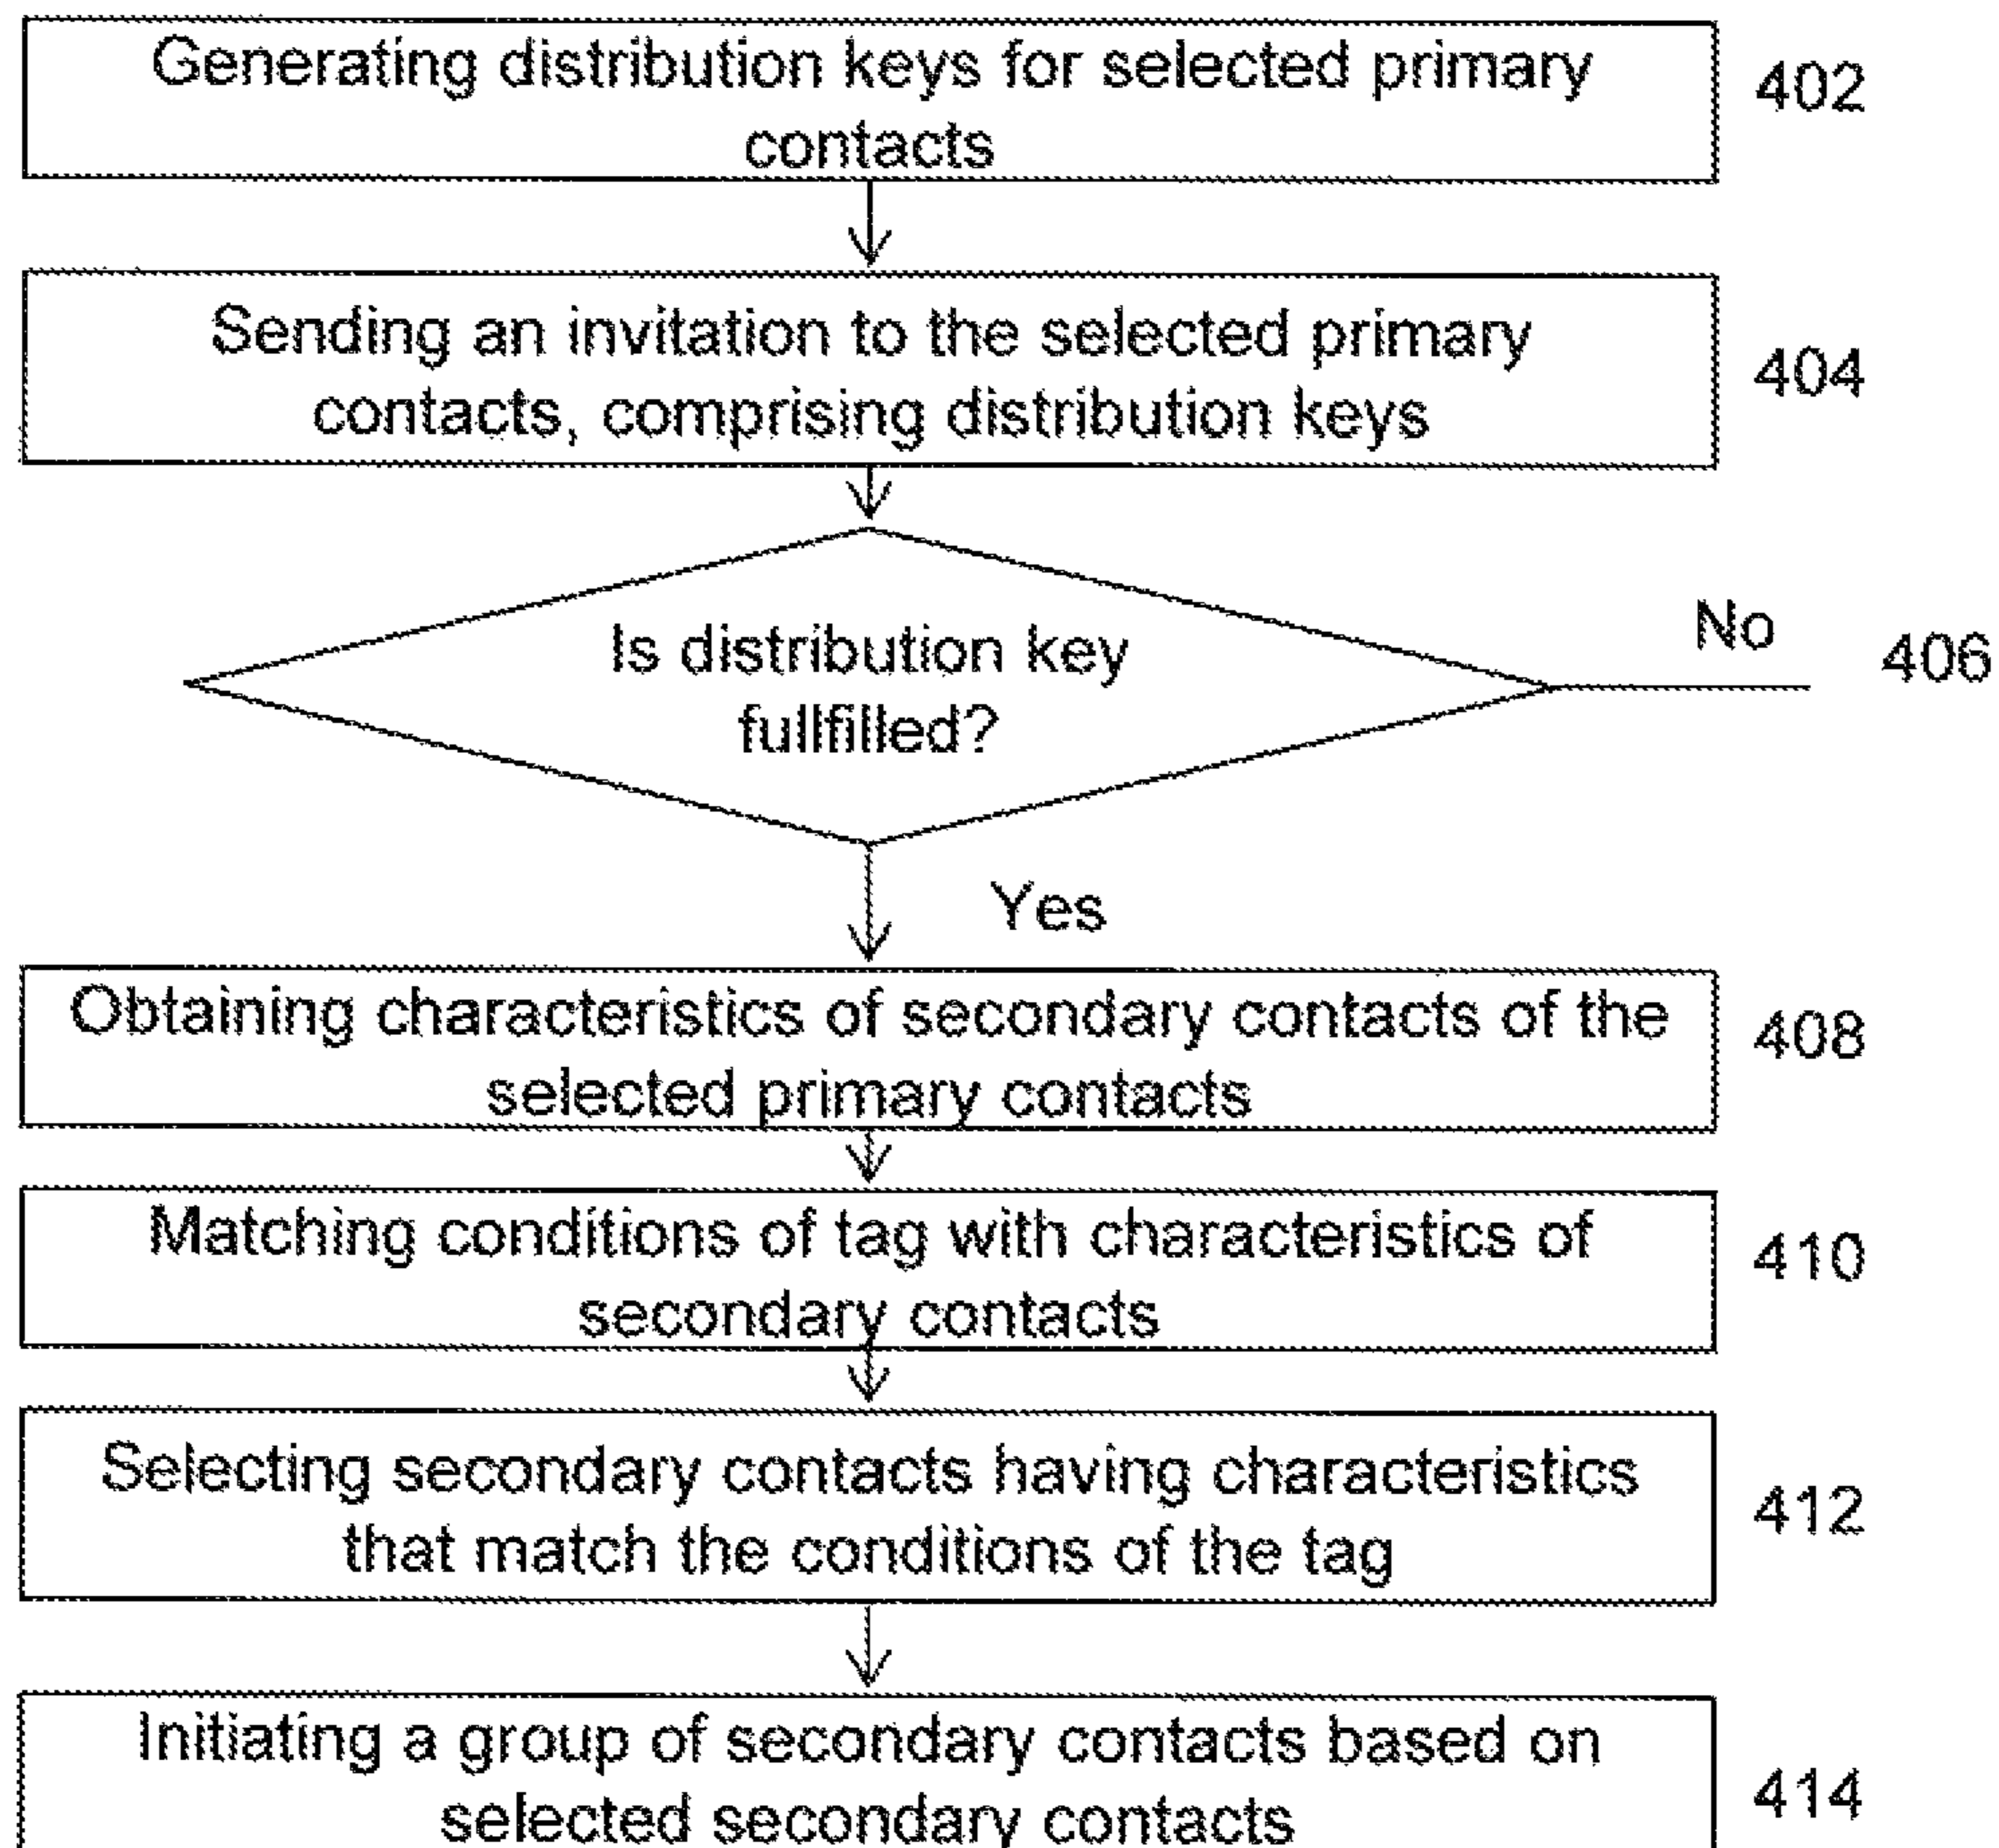 Generating distribution keys for selected primary
contacts
402
Sending an invitation to the selected primary
contacts, comprising distribution keys
404
Is distribution key
fullfilled?
No
406
Yes
Obtaining characteristics of secondary contacts of the
selected primary contacts
408
Matching conditions of tag with characteristics of
secondary contacts
410
Selecting secondary contacts having characteristics
that match the conditions of the tag
412
Initiating a group of secondary contacts based on
selected secondary contacts
414